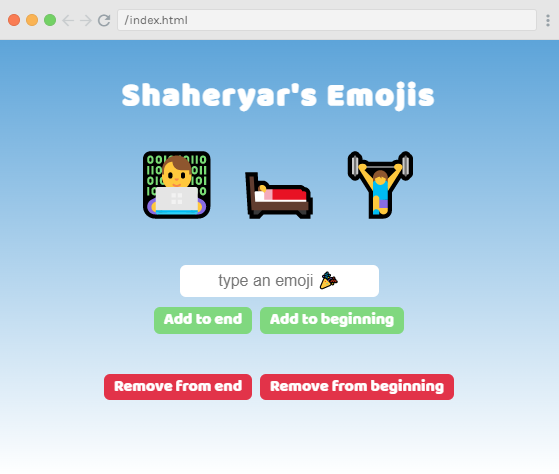 /index.html
Shaheryar's Emojis
type an emoji 🎉
Add to end Add to beginning
Remove from end Remove from beginning